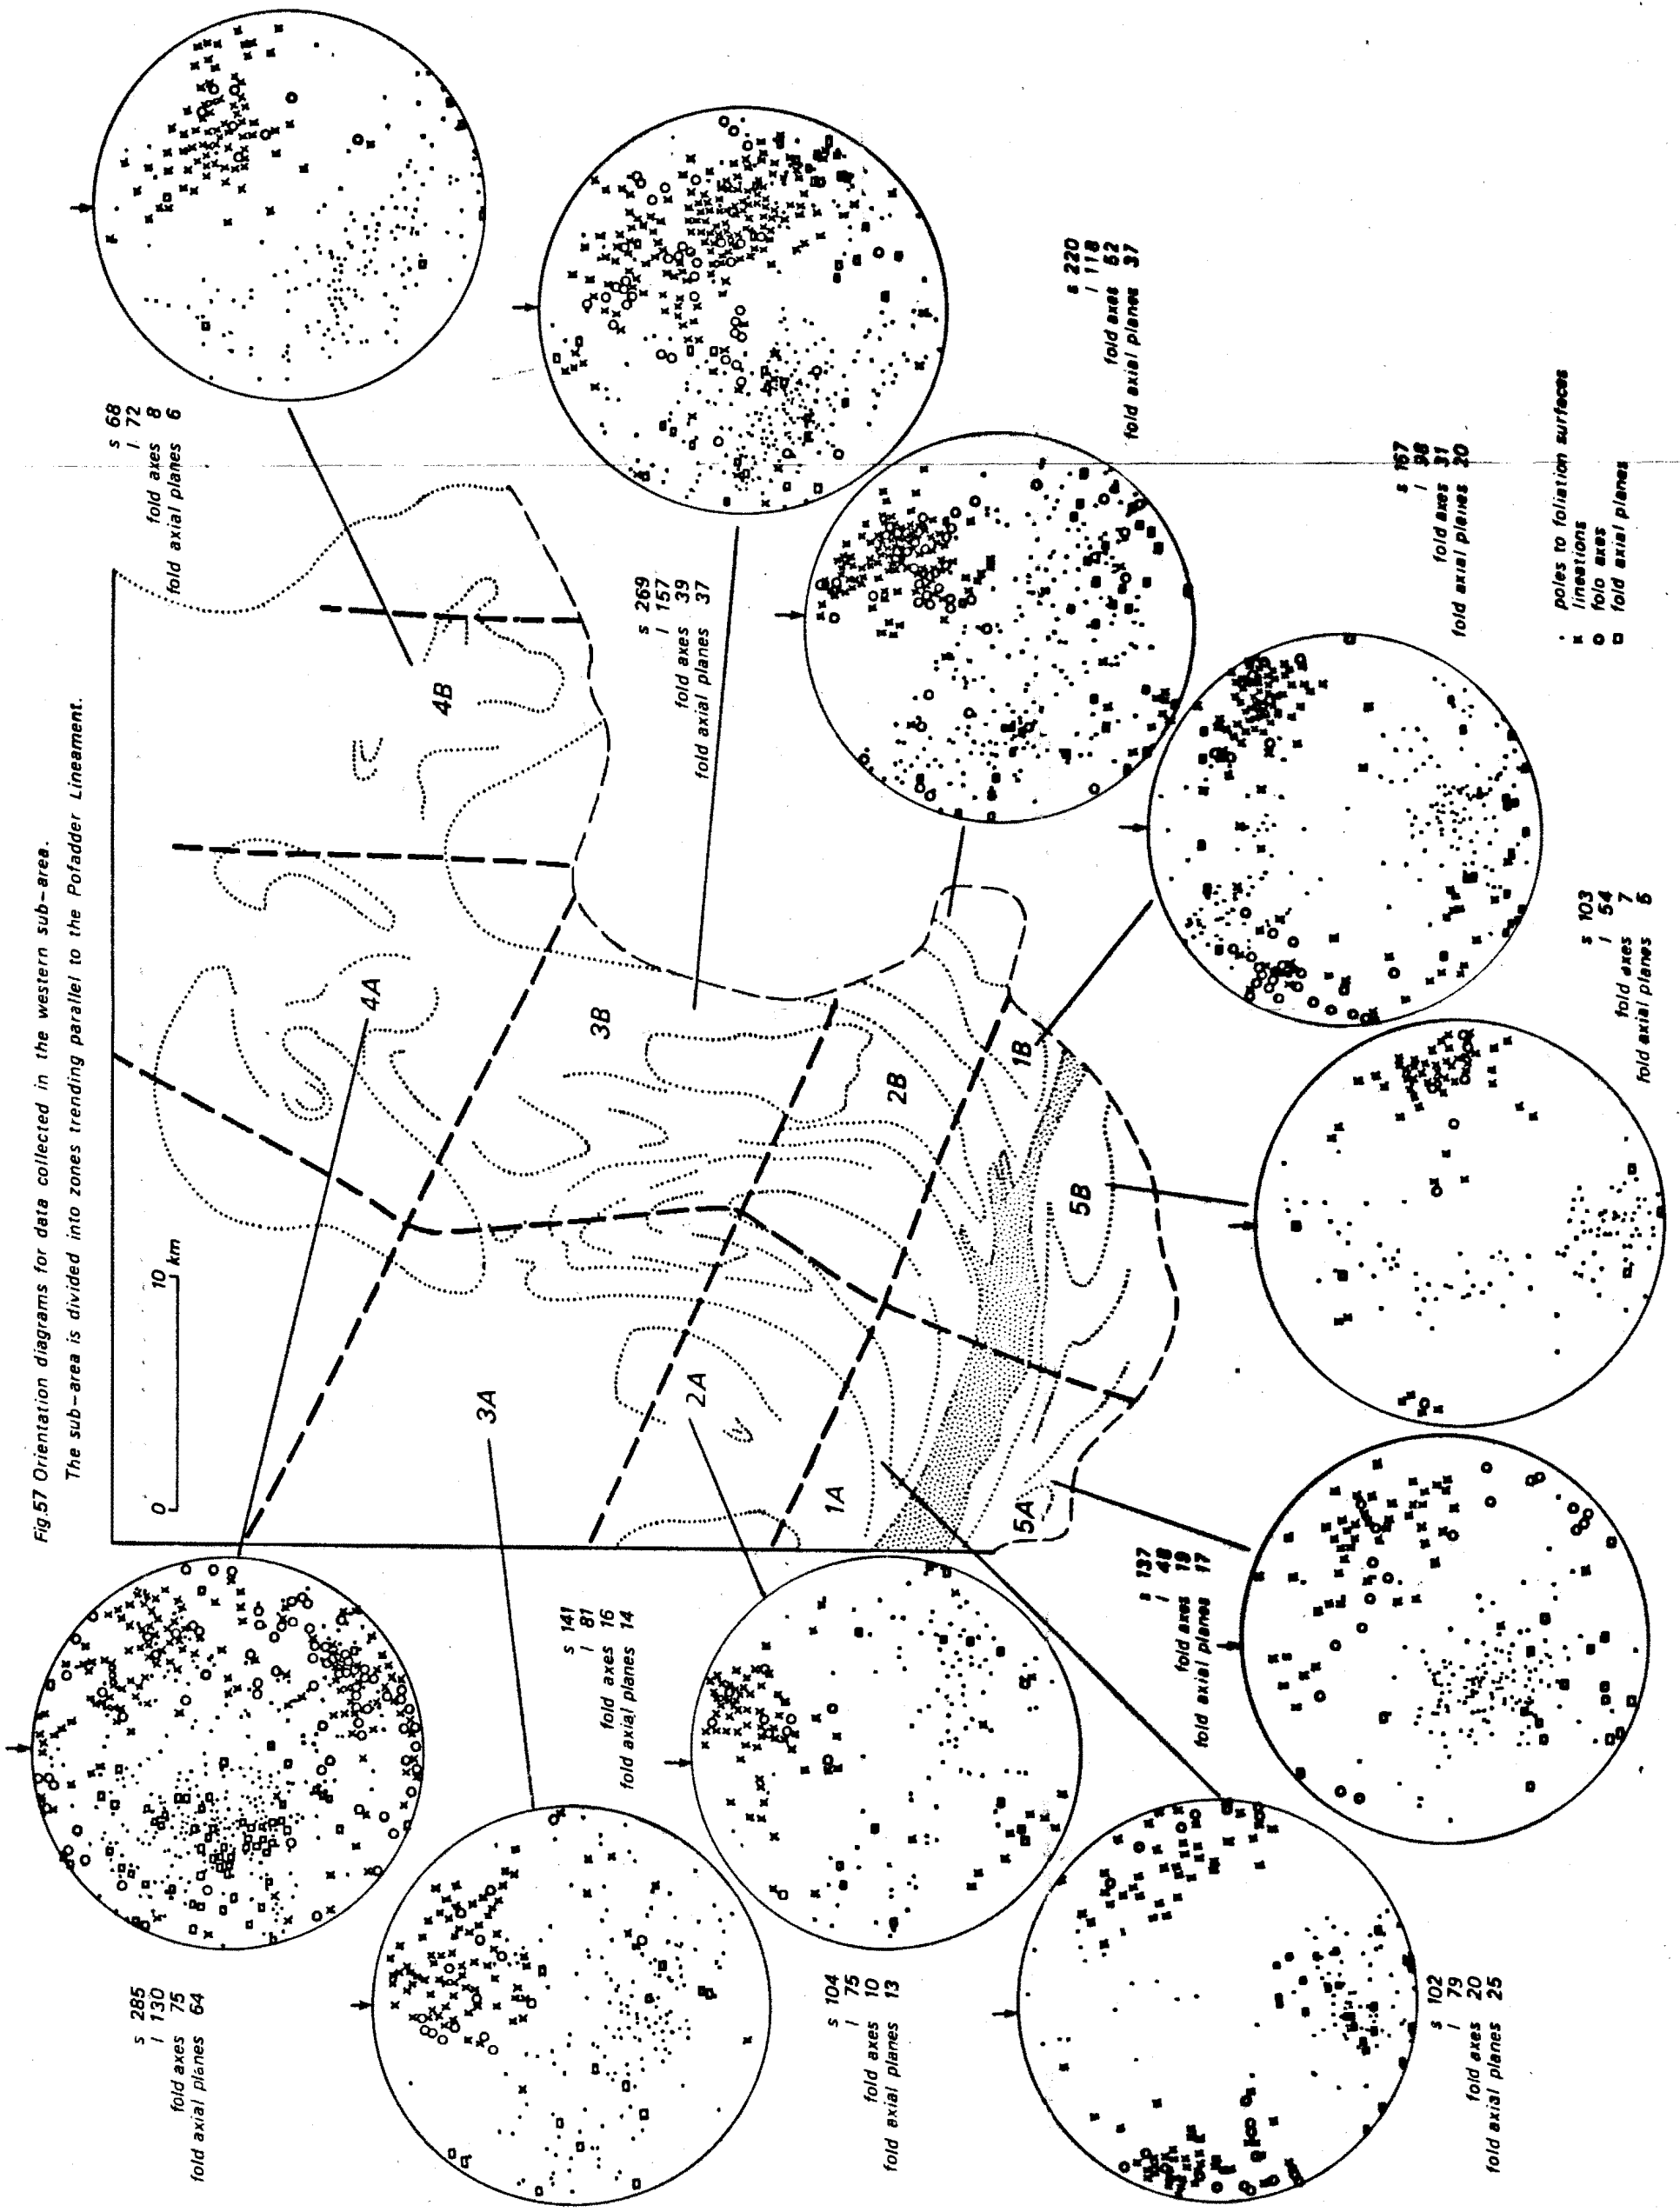 Fig.57 Orientation diagrams for data collected in the western sub-area.
The sub-area is divided into zones trending parallel to the Pofadder Lineament.
0 10 km
s 285
l 130
fold axes 75
fold axial planes 64
s 141
l 81
fold axes 16
fold axial planes 14
s 104
l 75
fold axes 10
fold axial planes 13
s 102
l 79
fold axes 20
fold axial planes 25
s 137
l 48
fold axes 19
fold axial planes 17
4A
3A
2A
1A
5A
4B
3B
2B
1B
5B
s 68
l 72
fold axes 8
fold axial planes 6
s 269
l 157
fold axes 39
fold axial planes 37
s 220
l 118
fold axes 52
fold axial planes 37
s 167
l 98
fold axes 31
fold axial planes 20
s 103
l 54
fold axes 7
fold axial planes 5
. poles to foliation surfaces
x lineations
o folo axes
□ fold axial planes